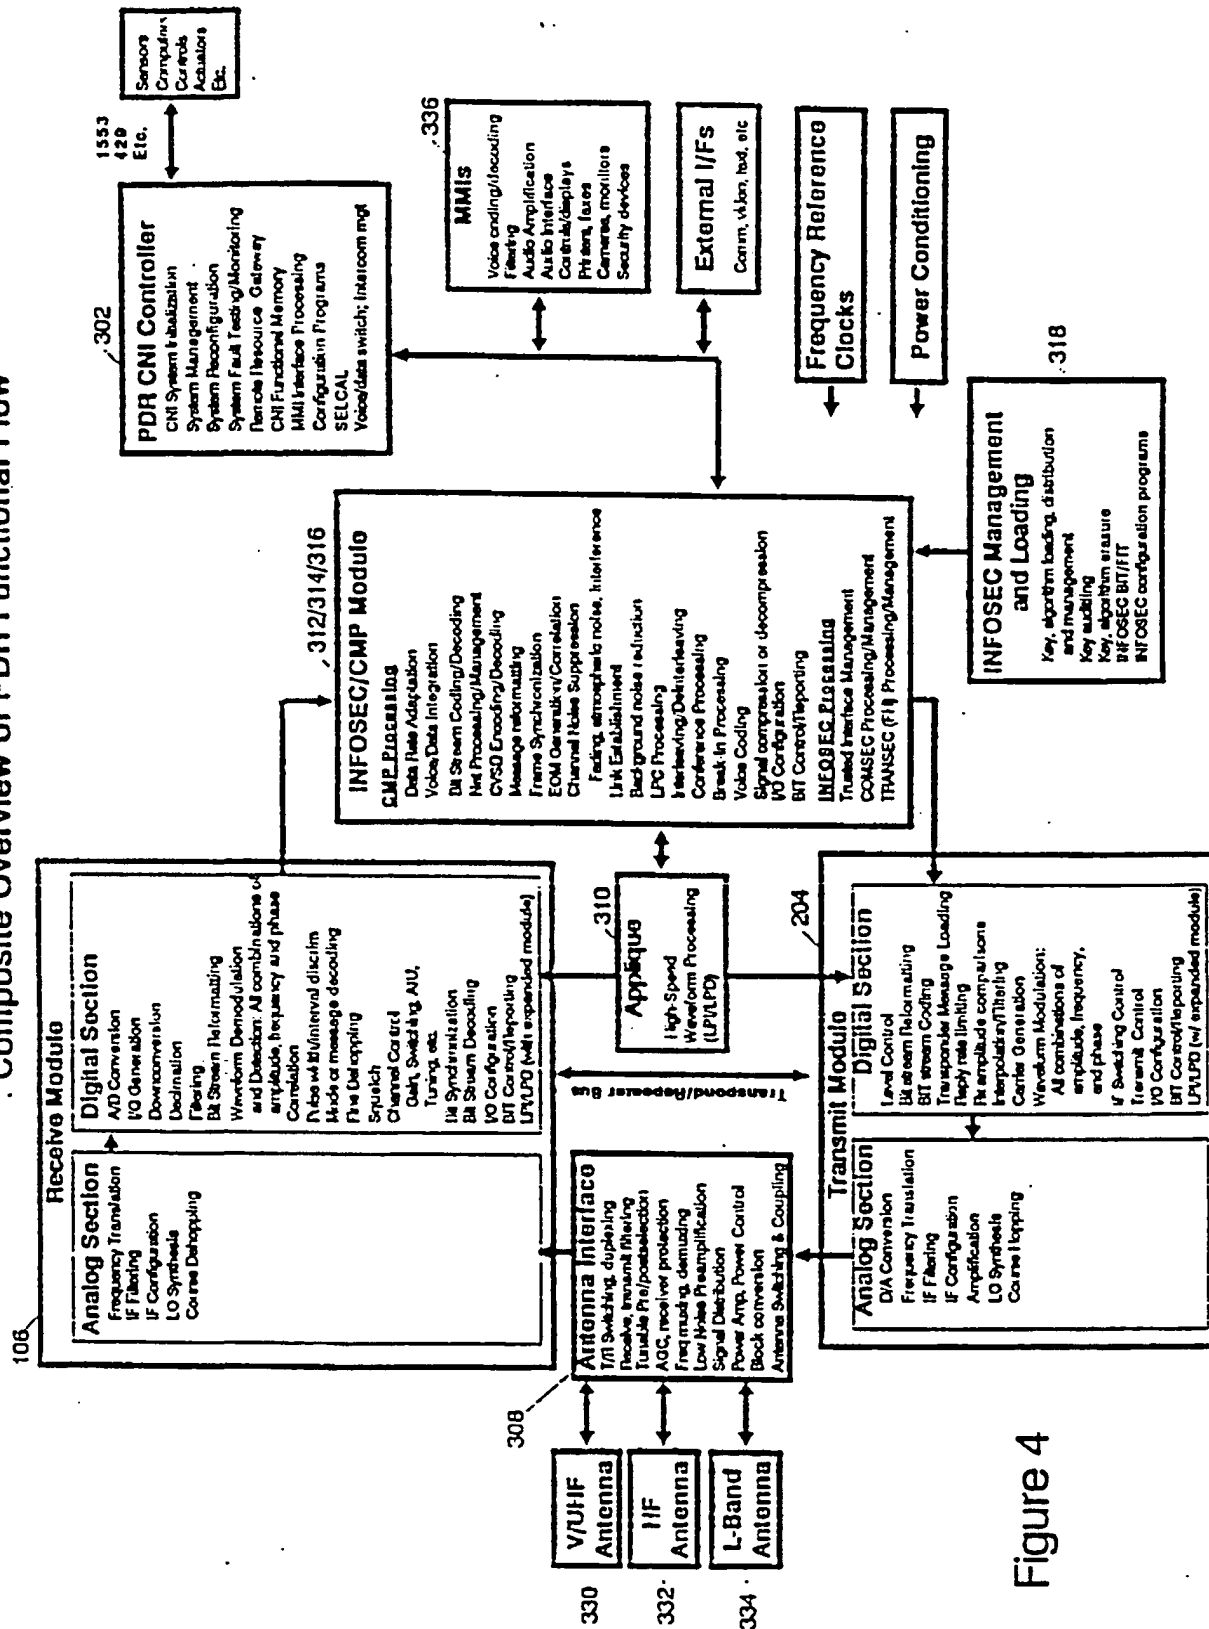 Composite Overview of PDR Functional Flow
106
Receive Module
Analog Section
Frequency Translation
IF Filtering
IF Configuration
LO Synthesis
Course Dehopping
Digital Section
A/D Conversion
I/O Generation
Downconversion
Decimation
Filtering
Bit Stream Reformatting
Waveform Demodulation
and Detection: All combinations of
amplitude, frequency and phase
Correlation
Pulse width/interval discrim
Mode or message decoding
Fine Dehopping
Squelch
Channel Control
Gain, Switching,
Tuning, etc.
Bit Synchronization
Bit Stream Decoding
I/O Configuration
BIT Control/Reporting
LPI/LPD (with expanded module)
308
Antenna Interface
T/R Switching, duplexing
Receive, transmit filtering
Tunable Pre/postselection
AGC, receiver protection
Freq muxing, demuxing
Low Noise Preamplification
Signal Distribution
Power Amp, Power Control
Block conversion
Antenna Switching & Coupling
V/UHF
Antenna
330
HF
Antenna
332
L-Band
Antenna
334
Transpond/Repeater Bus
310
Applique
High-Speed
Waveform Processing
(LPI/LPD)
204
Transmit Module
Analog Section
D/A Conversion
Frequency Translation
IF Filtering
IF Configuration
Amplification
LO Synthesis
Course Hopping
Digital Section
Level Control
Bit stream Reformatting
BIT stream Coding
Transponder Message Loading
Reply rate limiting
amplitude comparisons
Interpolation/Filtering
Carrier Generation
Waveform Modulation:
All combinations of
amplitude, frequency,
and phase
IF Switching Control
Transmit Control
I/O Configuration
BIT Control/Reporting
LPI/LPD (w/ expanded module)
312/314/316
INFOSEC/CMP Module
CMP Processing
Data Rate Adaptation
Voice/Data Integration
Bit Stream Coding/Decoding
Net Processing/Management
CVSD Encoding/Decoding
Message reformatting
Frame Synchronization
EOM Generation/Correlation
Channel Noise Suppression
Fading, atmospheric noise, Interference
Link Establishment
Background noise reduction
LPC Processing
Interleaving/Deinterleaving
Conference Processing
Break-In Processing
Voice Coding
Signal compression or decompression
I/O Configuration
BIT Control/Reporting
INFOSEC Processing
Trusted Interface Management
COMSEC Processing/Management
TRANSEC (FH) Processing/Management
302
PDR CNI Controller
CNI System Initialization
System Management
System Reconfiguration
System Fault Testing/Monitoring
Remote Resource Gateway
CNI Functional Memory
MMI Interface Processing
Configuration Programs
SELCAL
Voice/data switch; Intercom mgt
1553
429
Etc.
Sensors
Computers
Controls
Actuators
Etc.
336
MMIs
Voice coding/decoding
Filtering
Audio Amplification
Audio Interface
Controls/displays
Printers, faxes
Cameras, monitors
Security devices
External I/Fs
Comm, video, text, etc
Frequency Reference
Clocks
Power Conditioning
318
INFOSEC Management
and Loading
Key, algorithm loading, distribution
and management
Key auditing
Key, algorithm erasure
INFOSEC BIT/FIT
INFOSEC configuration programs
Figure 4